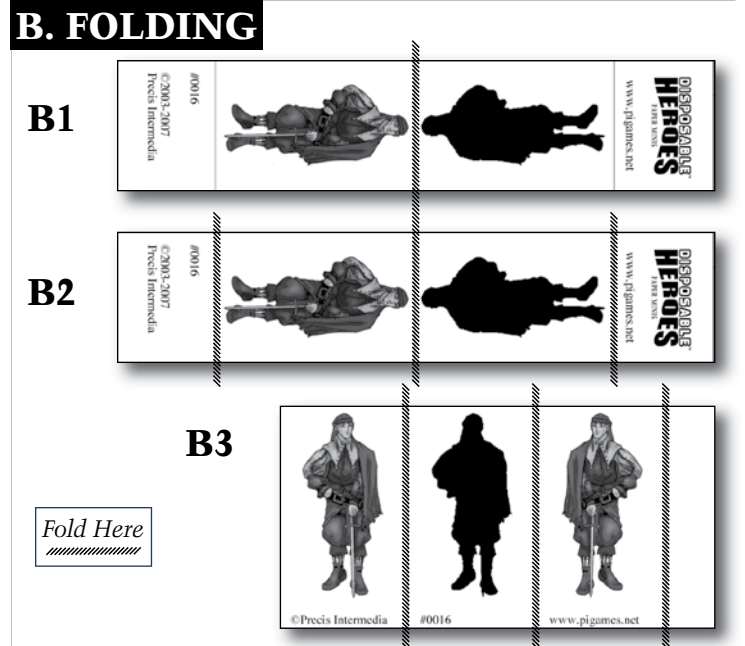 B. FOLDING
B1
#0016
©2003-2007
Precis Intermedia
www.pigames.net
DISPOSABLE
HEROES
PAPER MINIS
B2
#0016
©2003-2007
Precis Intermedia
www.pigames.net
DISPOSABLE
HEROES
PAPER MINIS
B3
©Precis Intermedia
#0016
www.pigames.net
Fold Here